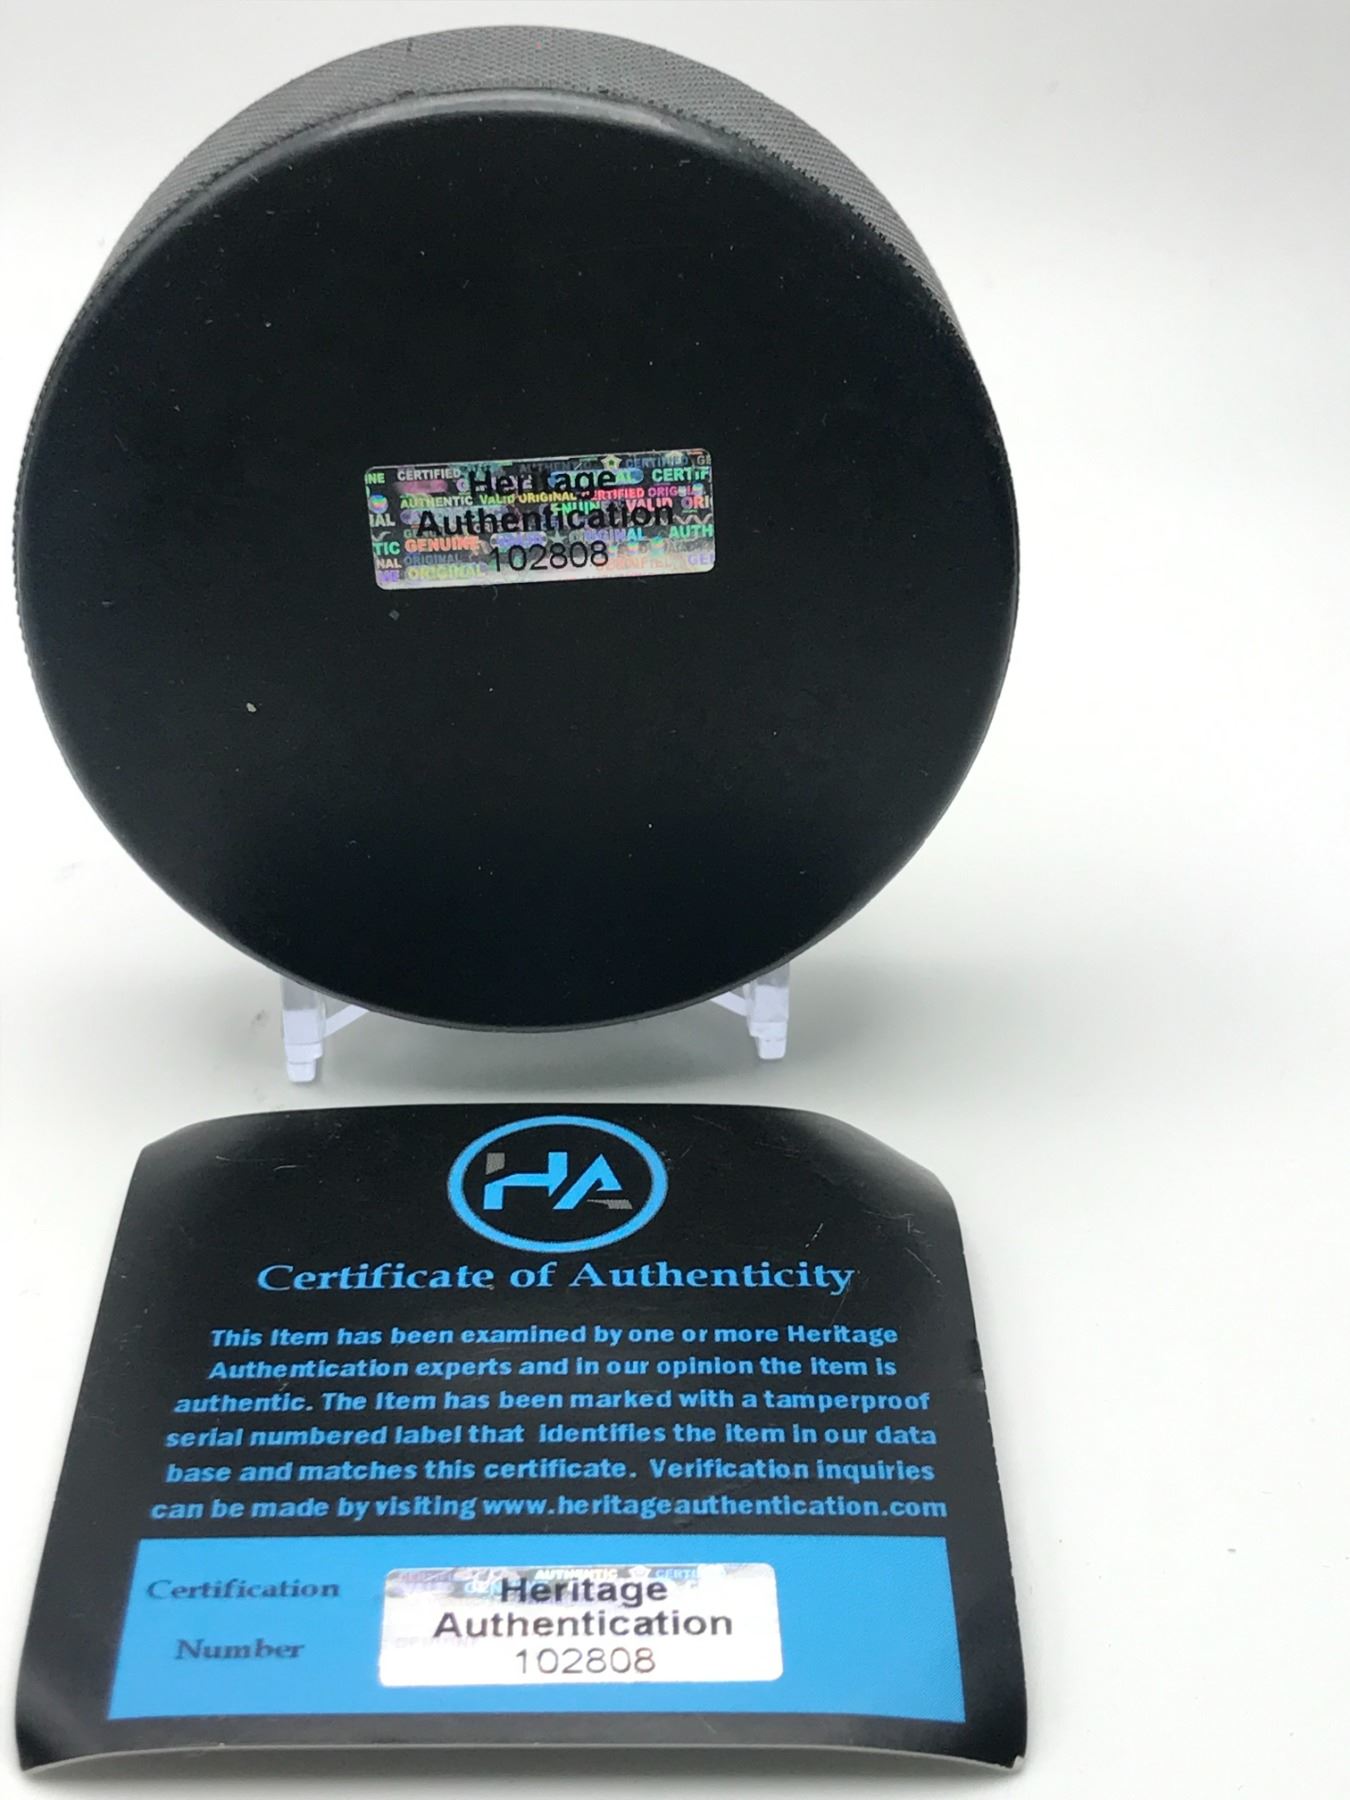 Heritage
Authentication
102808
HA
Certificate of Authenticity
This Item has been examined by one or more Heritage
Authentication experts and in our opinion the item is
authentic. The Item has been marked with a tamperproof
serial numbered label that identifies the item in our data
base and matches this certificate. Verification inquiries
can be made by visiting www.heritageauthentication.com
Certification
Number
Heritage
Authentication
102808